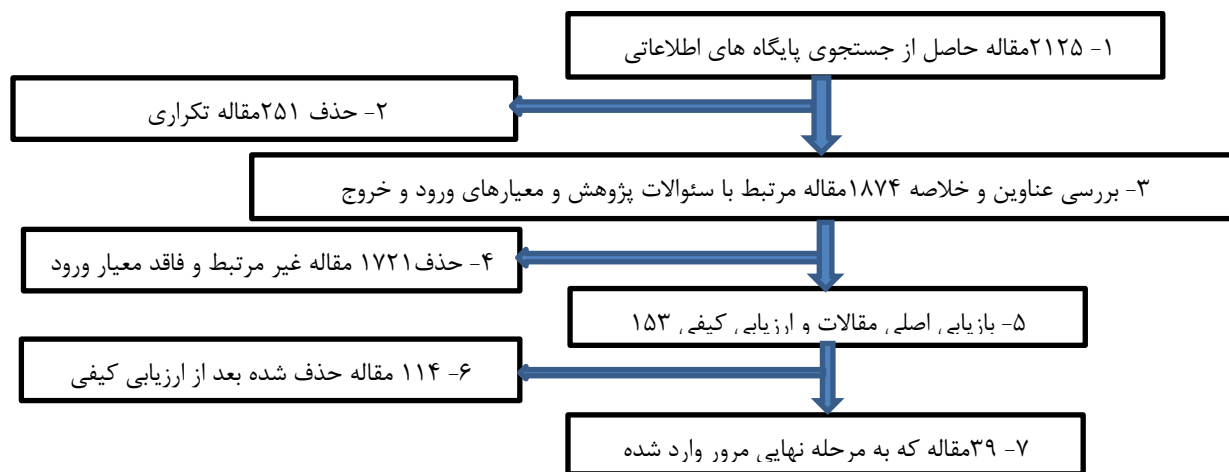 ۱- ۲۱۲۵مقاله حاصل از جستجوی پایگاه های اطلاعاتی
۲- حذف ۲۵۱مقاله تکراری
۳- بررسی عناوین و خلاصه ۱۸۷۴مقاله مرتبط با سئوالات پژوهش و معیارهای ورود و خروج
۴- حذف۱۷۲۱ مقاله غیر مرتبط و فاقد معیار ورود
۵- بازیابی اصلی مقالات و ارزیابی کیفی ۱۵۳
۶- ۱۱۴ مقاله حذف شده بعد از ارزیابی کیفی
۷- ۳۹مقاله که به مرحله نهایی مرور وارد شده